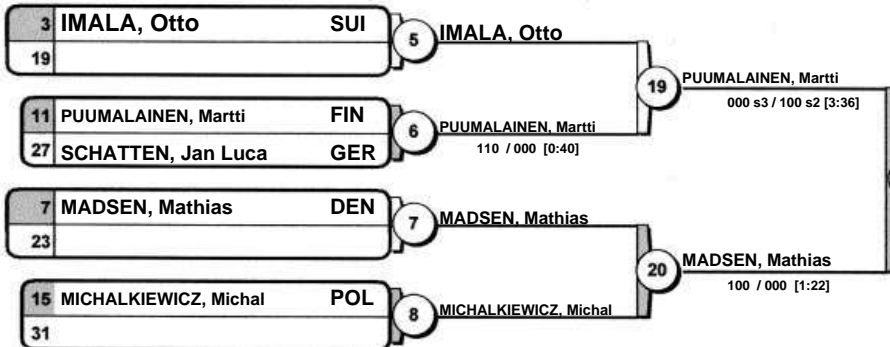 3 IMALA, Otto SUI
19
5 IMALA, Otto
11 PUUMALAINEN, Martti FIN
27 SCHATTEN, Jan Luca GER
6 PUUMALAINEN, Martti
110 / 000 [0:40]
19 PUUMALAINEN, Martti
000 s3 / 100 s2 [3:36]
7 MADSEN, Mathias DEN
23
7 MADSEN, Mathias
15 MICHALKIEWICZ, Michal POL
31
8 MICHALKIEWICZ, Michal
20 MADSEN, Mathias
100 / 000 [1:22]